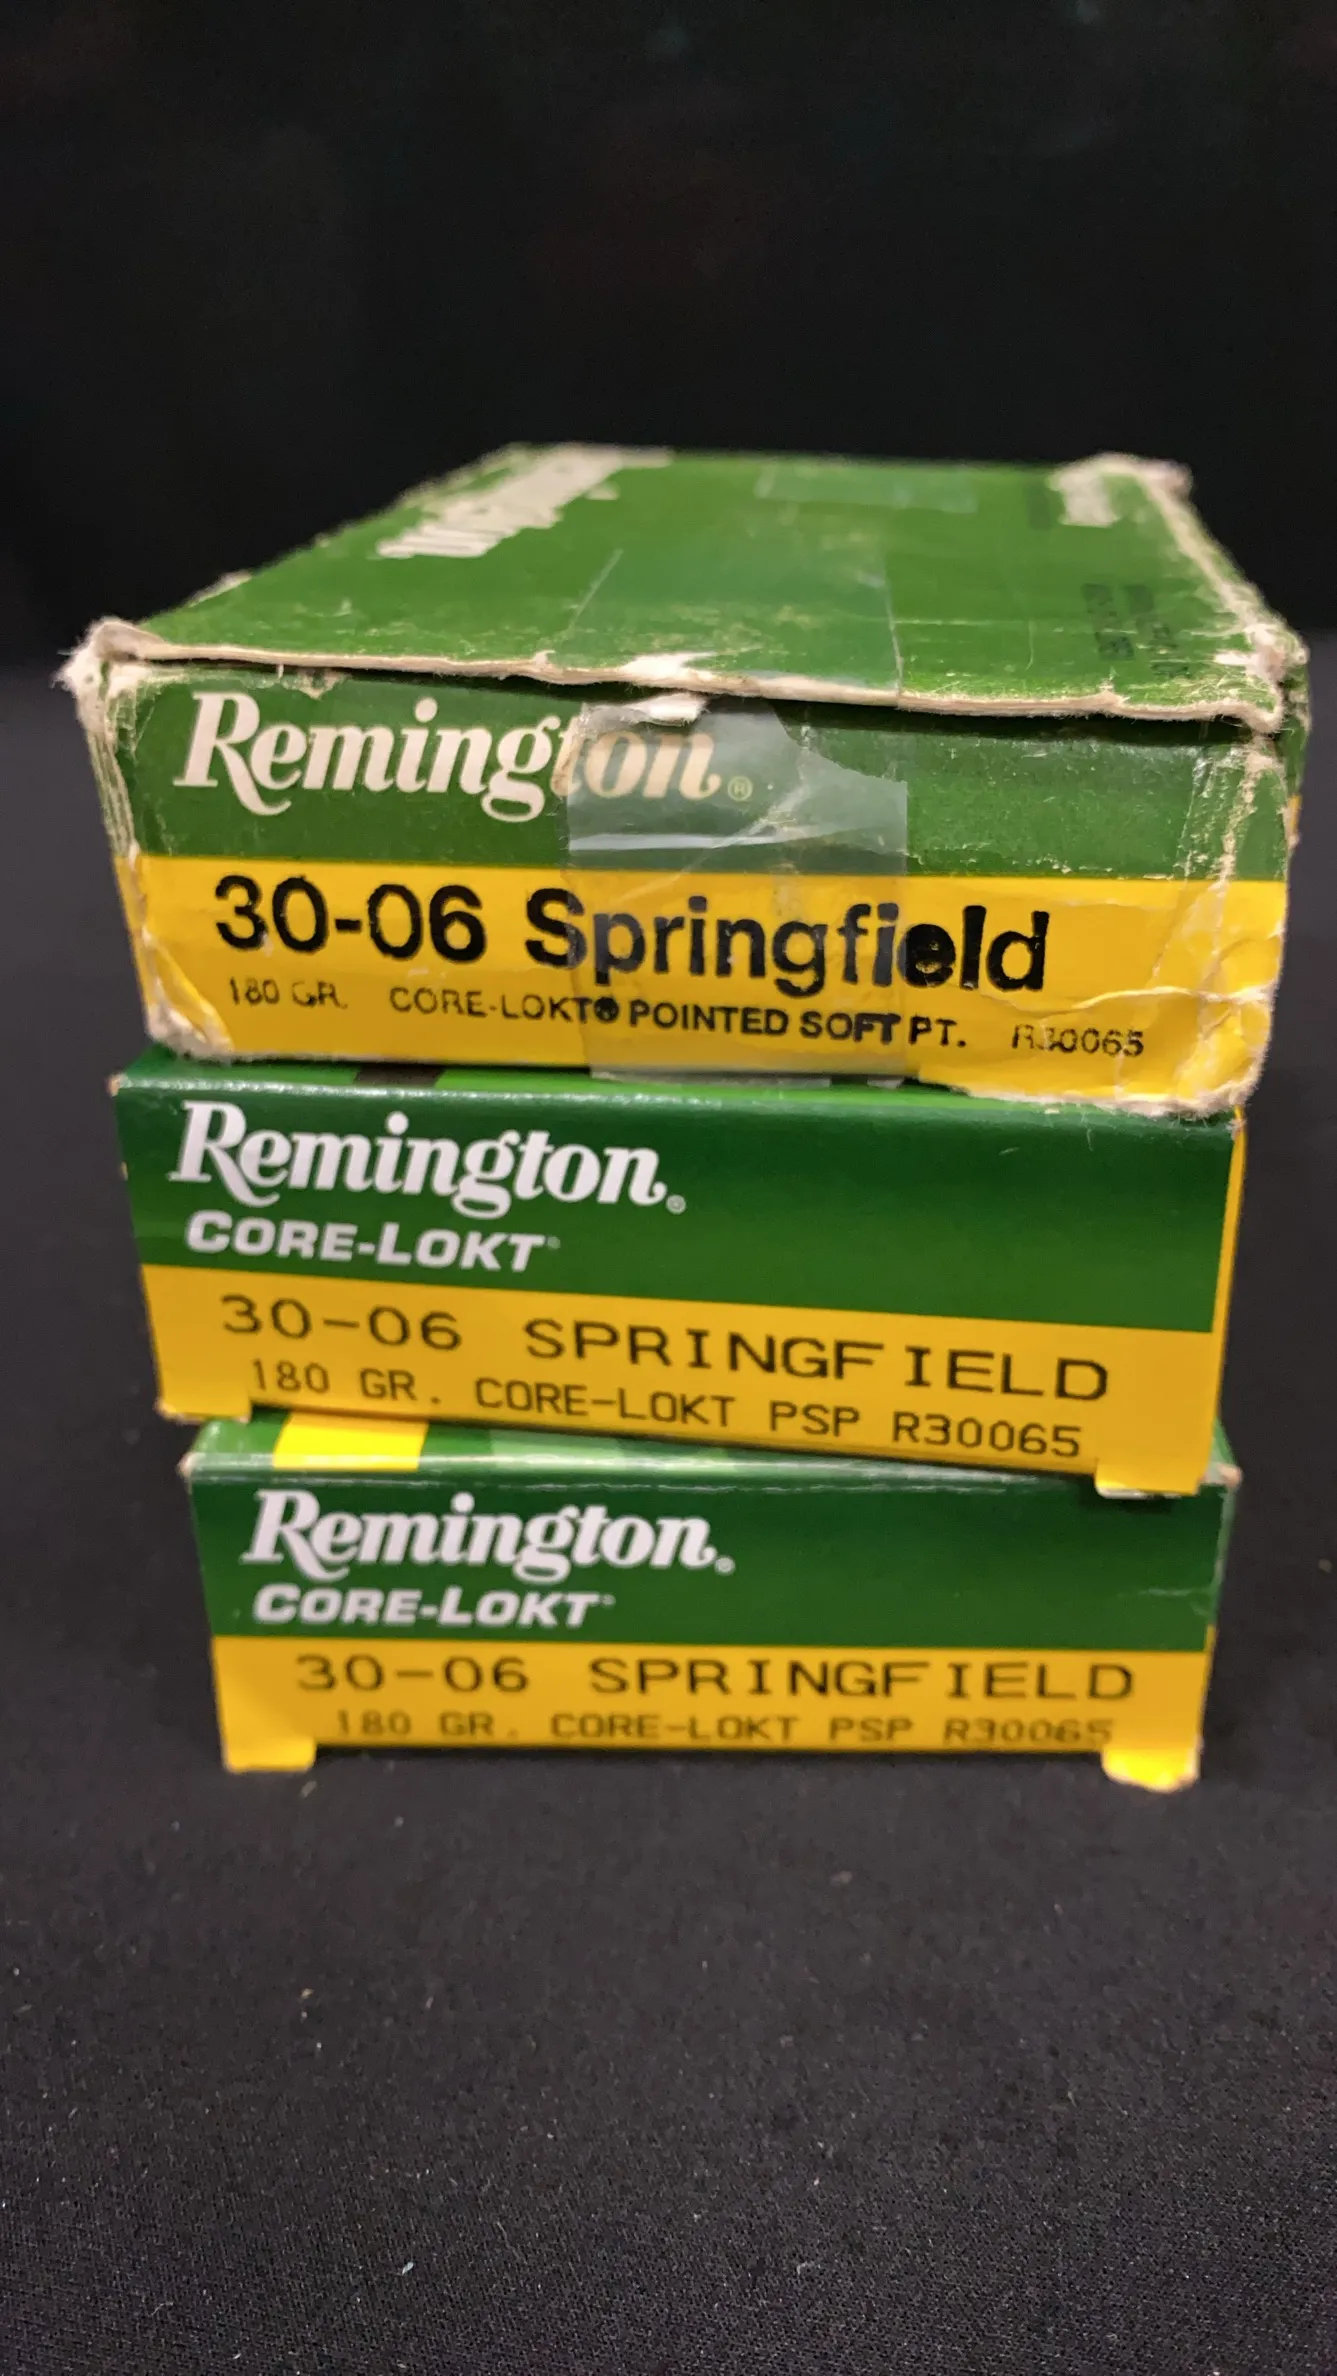 Remington®
30-06 Springfield
180 GR. CORE-LOKT® POINTED SOFT PT. R30065
Remington®
CORE-LOKT
30-06 SPRINGFIELD
180 GR. CORE-LOKT PSP R30065
Remington®
CORE-LOKT
30-06 SPRINGFIELD
180 GR. CORE-LOKT PSP R30065